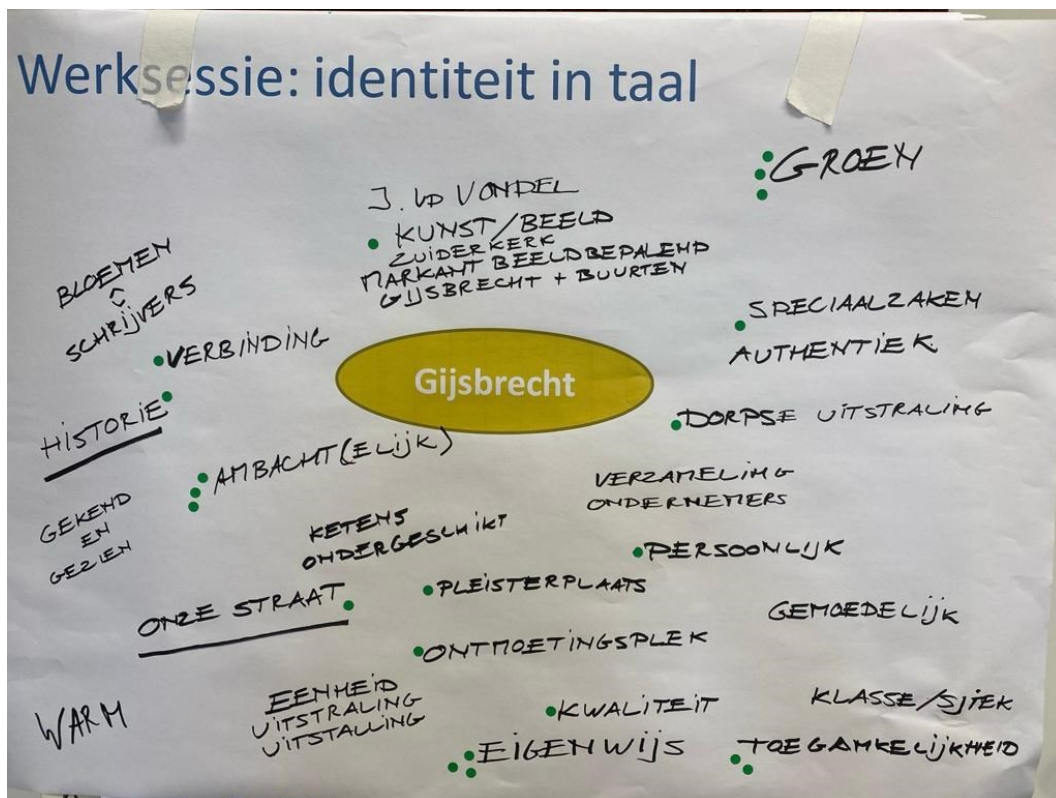 Werksessie: identiteit in taal
GROEN
J. VD VONDEL
KUNST/BEELD
ZUIDERKERK
MARKANT BEELDBEPALEND
GIJSBRECHT + BUURTEN
BLOEMEN
SCHRIJVERS
VERBINDING
SPECIAALZAKEN
AUTHENTIEK
Gijsbrecht
HISTORIE
DORPSE UITSTRALING
AMBACHT(ELIJK)
VERZAMELING
ONDERNEMERS
GEKEND
EN
GEZIEN
KETENS
ONDERGESCHIKT
PERSOONLIJK
ONZE STRAAT
PLEISTERPLAATS
GEMOEDELIJK
ONTMOETINGSPLEK
WARM
EENHEID
UITSTRALING
UITSTALLING
KWALITEIT
KLASSE/SJIEK
EIGENWIJS
TOEGANKELIJKHEID